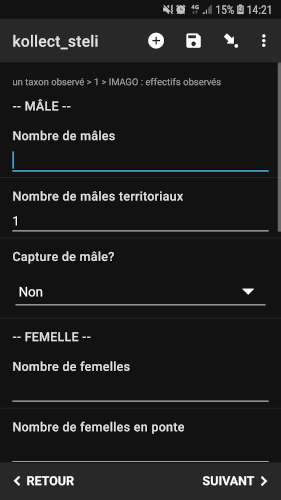 4G 15% 14:21
kollect_steli
un taxon observé > 1 > IMAGO : effectifs observés
-- MÂLE --
Nombre de mâles
Nombre de mâles territoriaux
1
Capture de mâle?
Non
-- FEMELLE --
Nombre de femelles
Nombre de femelles en ponte
< RETOUR SUIVANT >